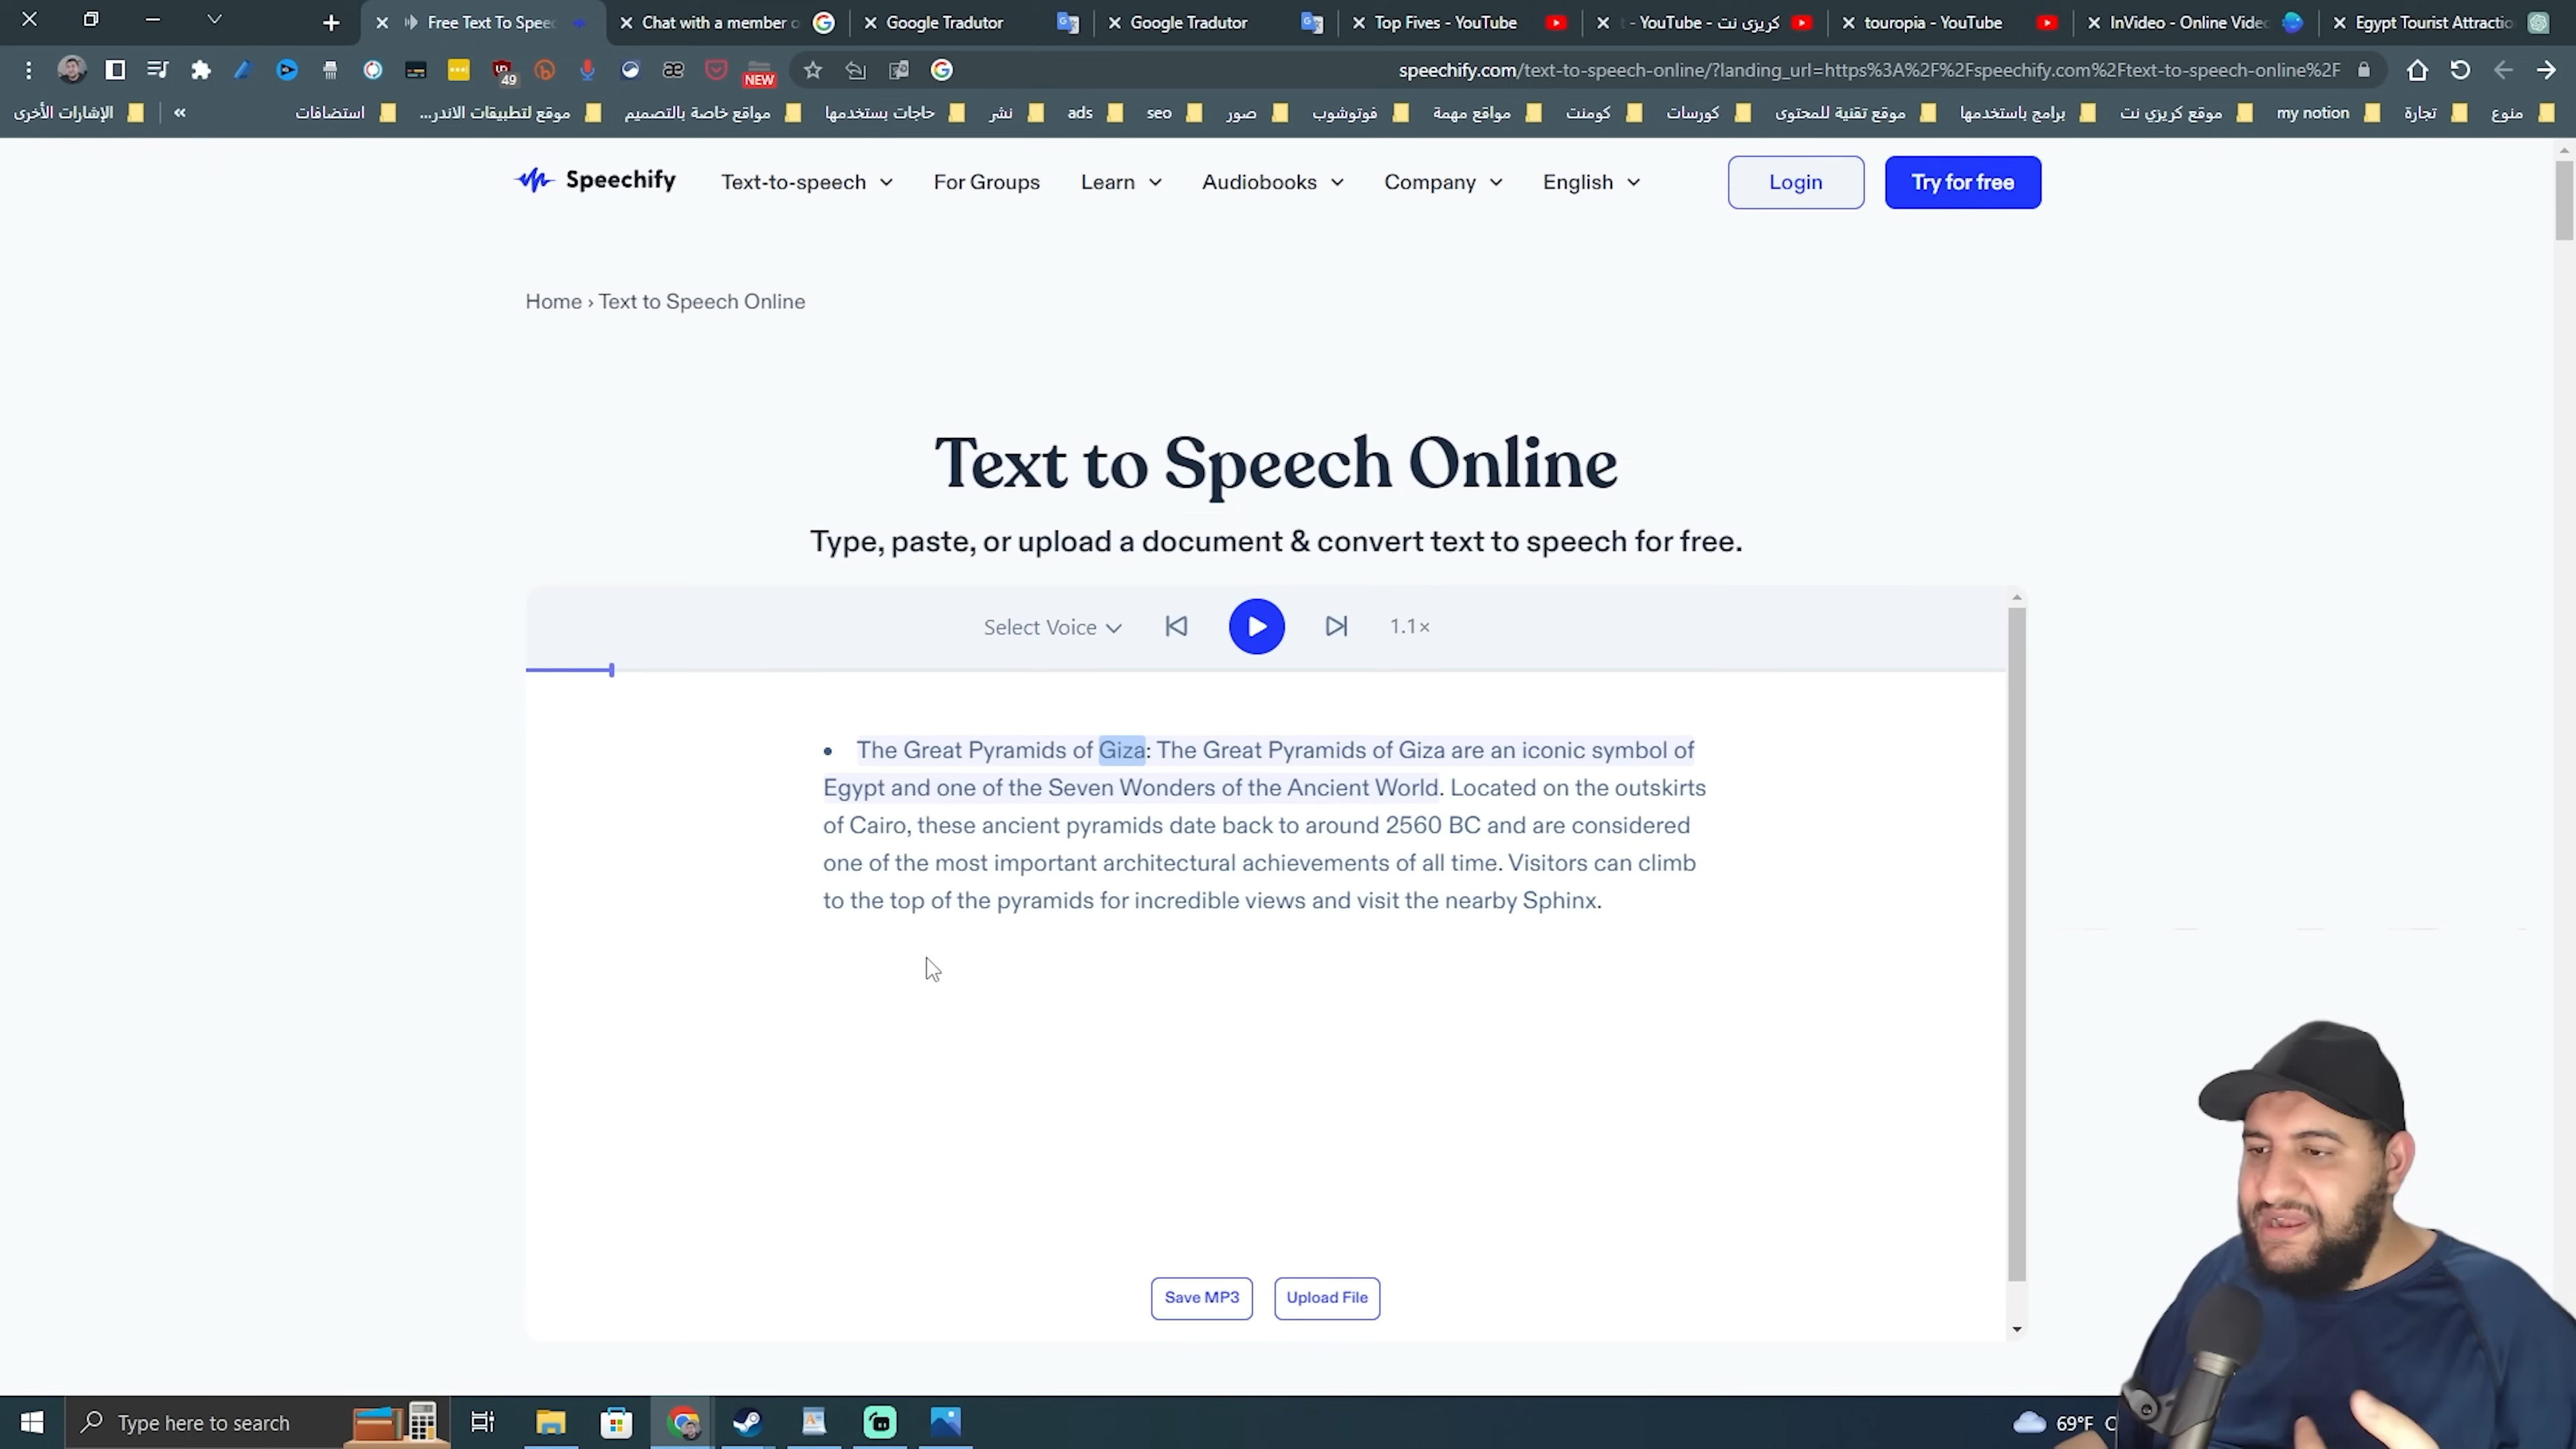 Free Text To Speec
Chat with a member o
Google Tradutor
Google Tradutor
Top Fives - YouTube
كريزى نت - YouTube
touropia - YouTube
InVideo - Online Video
Egypt Tourist Attractio
49
NEW
speechify.com/text-to-speech-online/?landing_url=https%3A%2F%2Fspeechify.com%2Ftext-to-speech-online%2F
الإشارات الأخرى
»
استضافات
موقع لتطبيقات الاندر...
مواقع خاصة بالتصميم
حاجات بستخدمها
نشر
ads
seo
صور
فوتوشوب
مواقع مهمة
كومنت
كورسات
موقع تقنية للمحتوى
برامج باستخدمها
موقع كريزي نت
my notion
تجارة
منوع
Speechify
Text-to-speech
For Groups
Learn
Audiobooks
Company
English
Login
Try for free
Home › Text to Speech Online
Text to Speech Online
Type, paste, or upload a document & convert text to speech for free.
Select Voice
1.1×
• The Great Pyramids of Giza: The Great Pyramids of Giza are an iconic symbol of
Egypt and one of the Seven Wonders of the Ancient World. Located on the outskirts
of Cairo, these ancient pyramids date back to around 2560 BC and are considered
one of the most important architectural achievements of all time. Visitors can climb
to the top of the pyramids for incredible views and visit the nearby Sphinx.
Save MP3
Upload File
Type here to search
69°F